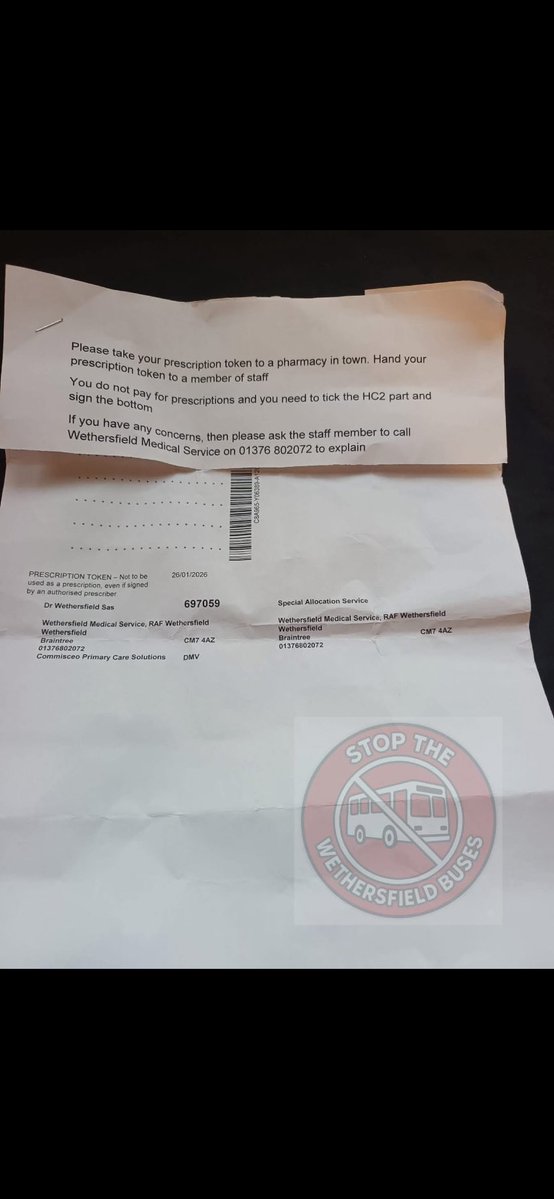 Please take your prescription token to a pharmacy in town. Hand your
prescription token to a member of staff
You do not pay for prescriptions and you need to tick the HC2 part and
sign the bottom
If you have any concerns, then please ask the staff member to call
Wethersfield Medical Service on 01376 802072 to explain
PRESCRIPTION TOKEN – Not to be
used as a prescription, even if signed
by an authorised prescriber
26/01/2026
Dr Wethersfield Sas
697059
Wethersfield Medical Service, RAF Wethersfield
Wethersfield
Braintree
CM7 4AZ
01376802072
Commisceo Primary Care Solutions
DMV
Special Allocation Service
Wethersfield Medical Service, RAF Wethersfield
Wethersfield
Braintree
CM7 4AZ
01376802072
STOP THE
WETHERSFIELD BUSES